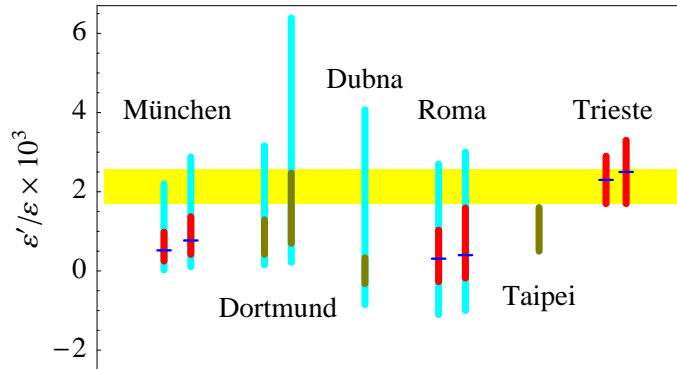 ε′/ε × 10³
6
4
2
0
−2
München
Dubna
Roma
Trieste
Dortmund
Taipei